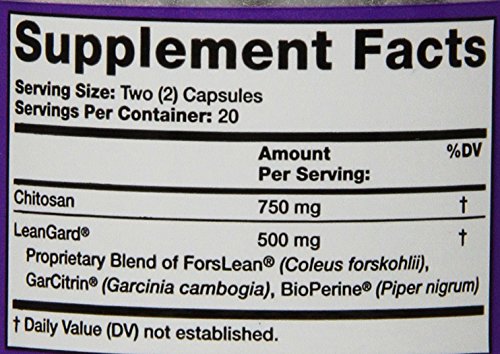 Supplement Facts
Serving Size: Two (2) Capsules
Servings Per Container: 20
Amount Per Serving: %DV
Chitosan 750 mg †
LeanGard® 500 mg †
Proprietary Blend of ForsLean® (Coleus forskohlii),
GarCitrin® (Garcinia cambogia), BioPerine® (Piper nigrum)
† Daily Value (DV) not established.